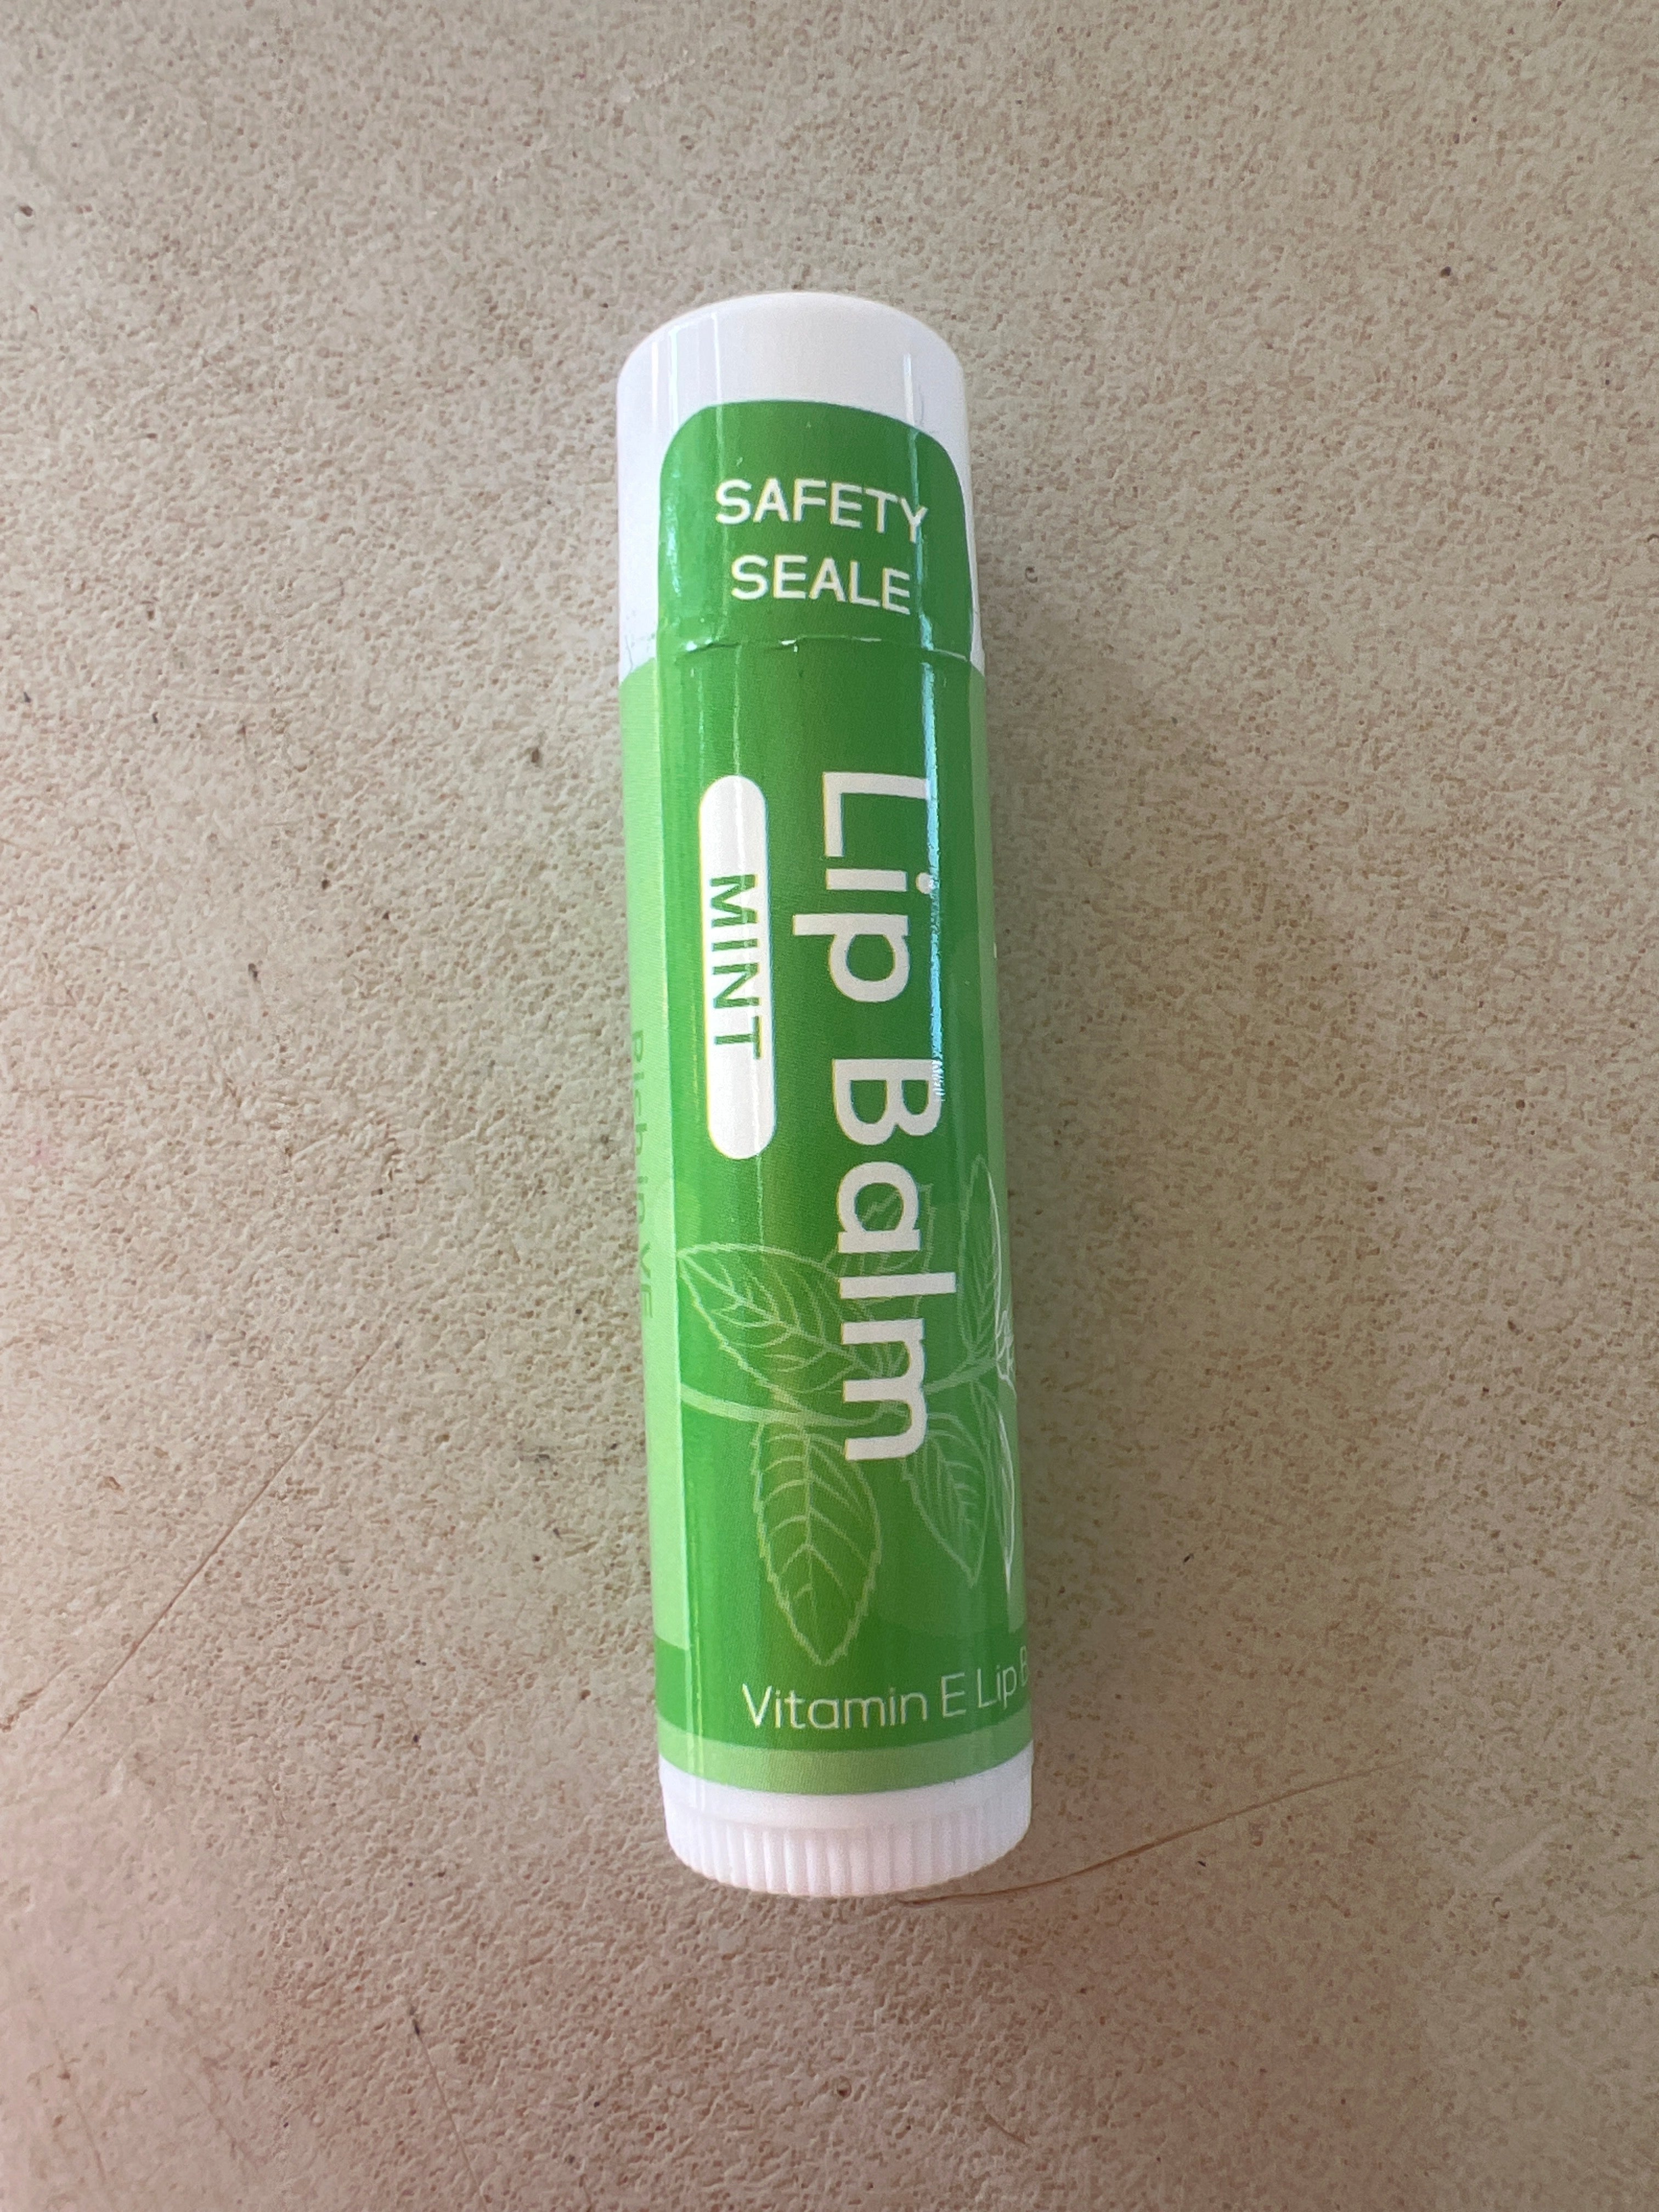 SAFETY
SEALE
Lip Balm
MINT
Vitamin E Lip